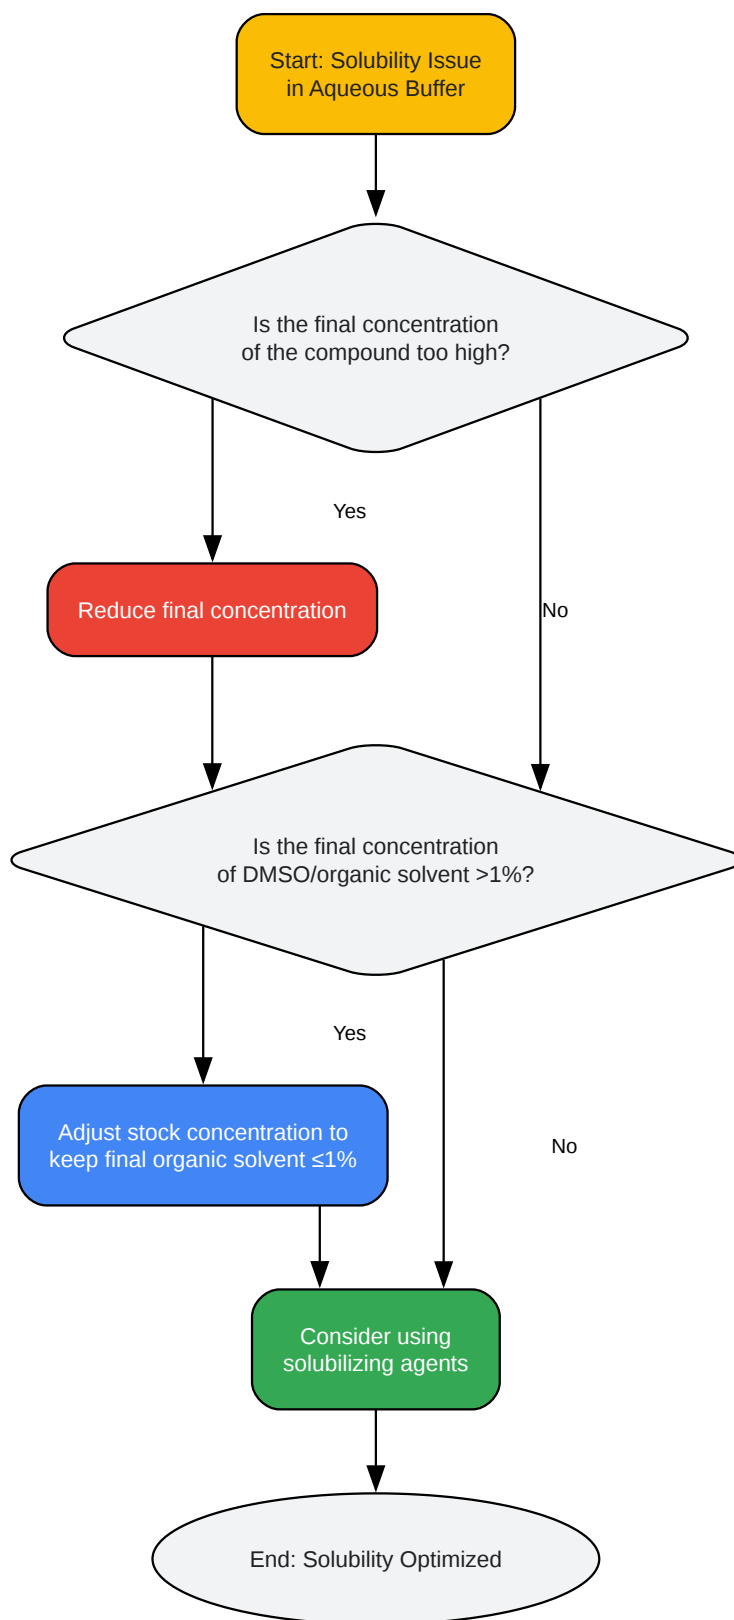 Start: Solubility Issue
in Aqueous Buffer
Is the final concentration
of the compound too high?
Yes
Reduce final concentration
No
Is the final concentration
of DMSO/organic solvent >1%?
Yes
Adjust stock concentration to
keep final organic solvent ≤1%
No
Consider using
solubilizing agents
End: Solubility Optimized